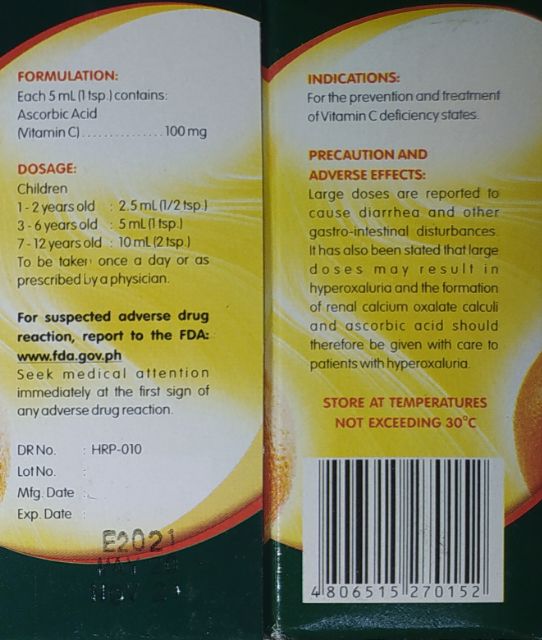 FORMULATION:
Each 5 mL (1 tsp.) contains:
Ascorbic Acid
(Vitamin C)...............100 mg
DOSAGE:
Children
1 - 2 years old : 2.5 mL (1/2 tsp.)
3 - 6 years old : 5 mL (1 tsp.)
7 - 12 years old : 10 mL (2 tsp.)
To be taken once a day or as
prescribed by a physician.
For suspected adverse drug
reaction, report to the FDA:
www.fda.gov.ph
Seek medical attention
immediately at the first sign of
any adverse drug reaction.
DR No. : HRP-010
Lot No. :
Mfg. Date :
Exp. Date :
E2021
INDICATIONS:
For the prevention and treatment
of Vitamin C deficiency states.
PRECAUTION AND
ADVERSE EFFECTS:
Large doses are reported to
cause diarrhea and other
gastro-intestinal disturbances.
It has also been stated that large
doses may result in
hyperoxaluria and the formation
of renal calcium oxalate calculi
and ascorbic acid should
therefore be given with care to
patients with hyperoxaluria.
STORE AT TEMPERATURES
NOT EXCEEDING 30°C
4 806515 270152